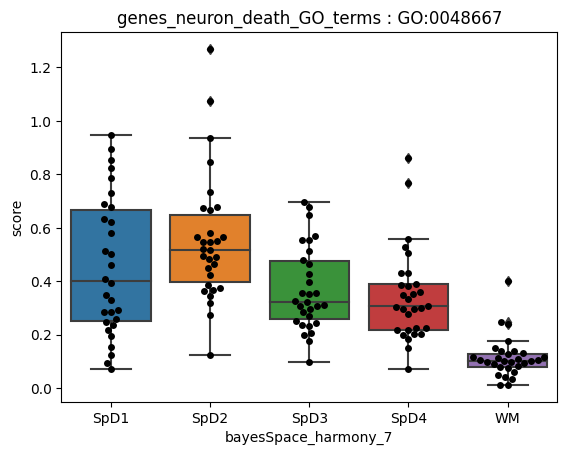 genes_neuron_death_GO_terms : GO:0048667
1.2
1.0
0.8
0.6
0.4
0.2
0.0
score
SpD1 SpD2 SpD3 SpD4 WM
bayesSpace_harmony_7